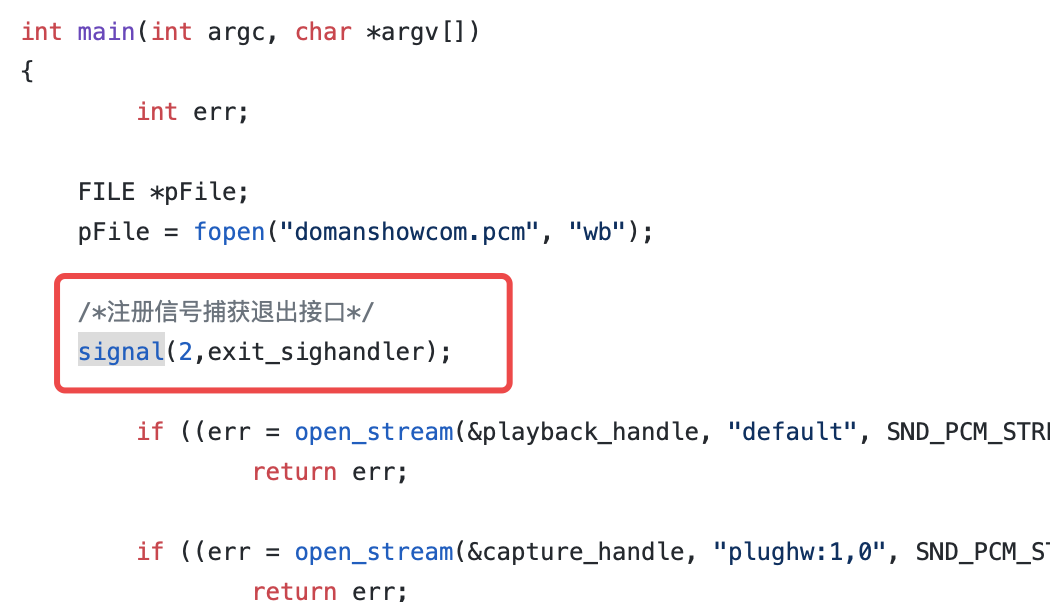 int main(int argc, char *argv[])
{
int err;
FILE *pFile;
pFile = fopen("domanshowcom.pcm", "wb");
/*注册信号捕获退出接口*/
signal(2,exit_sighandler);
if ((err = open_stream(&playback_handle, "default", SND_PCM_STR
return err;
if ((err = open_stream(&capture_handle, "plughw:1,0", SND_PCM_S
return err;